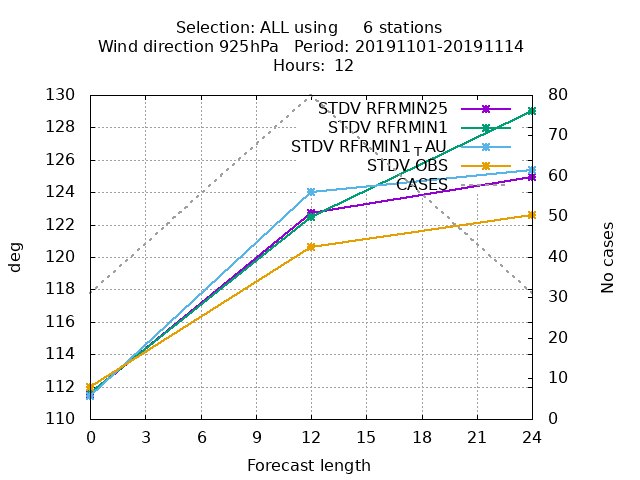 Selection: ALL using     6 stations
Wind direction 925hPa   Period: 20191101-20191114
Hours: 12
STDV RFRMIN25
STDV RFRMIN1
STDV RFRMIN1TAU
STDV OBS
CASES
130
128
126
124
122
120
118
116
114
112
110
80
70
60
50
40
30
20
10
0
deg
No cases
0 3 6 9 12 15 18 21 24
Forecast length